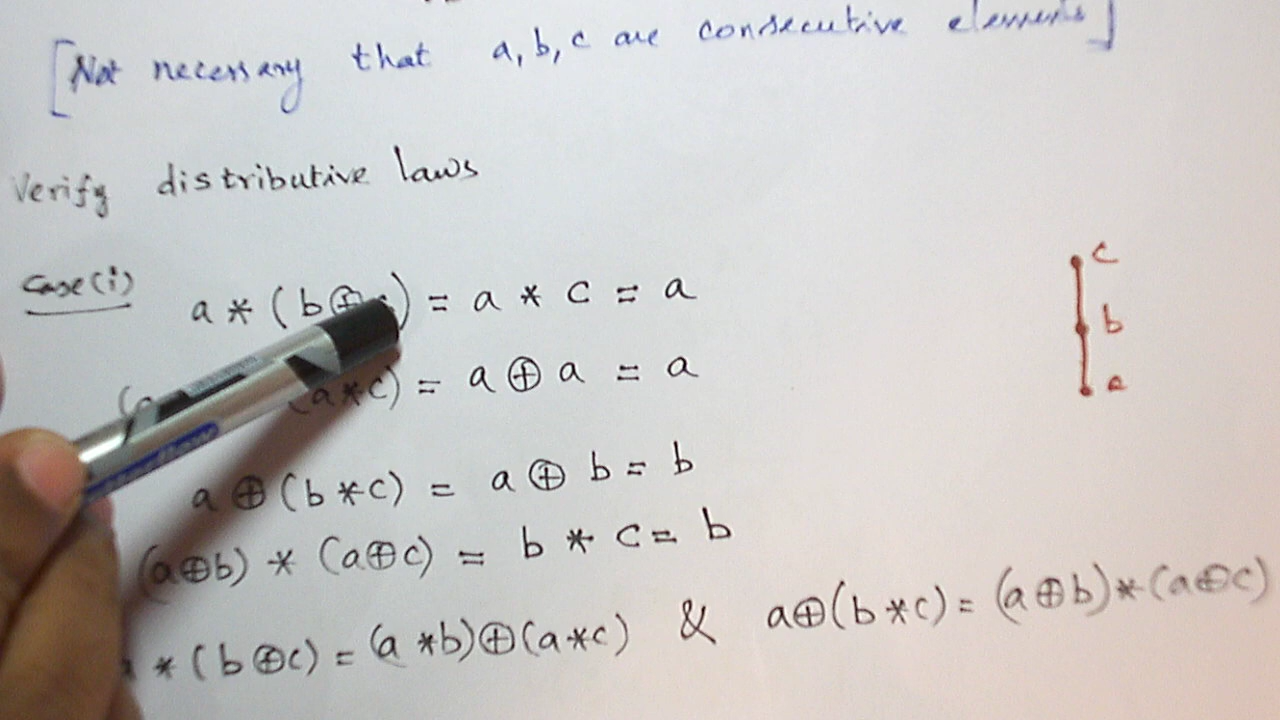 [Not necessary that a, b, c are consecutive elements]
Verify distributive laws
Case(i) a * (b ⊕ ) = a * c = a
(a*c) = a ⊕ a = a
a ⊕ (b * c) = a ⊕ b = b
(a⊕b) * (a⊕c) = b * c = b
* (b ⊕ c) = (a * b) ⊕ (a * c) & a⊕(b * c) = (a ⊕ b) * (a ⊕ c)
c
b
a